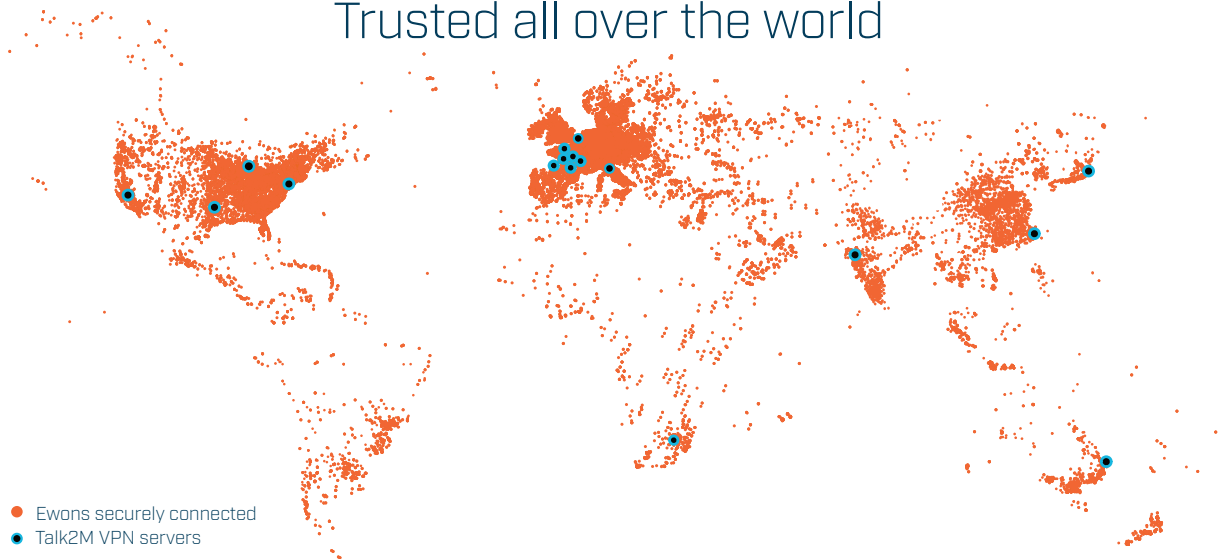 Trusted all over the world
Ewons securely connected
Talk2M VPN servers